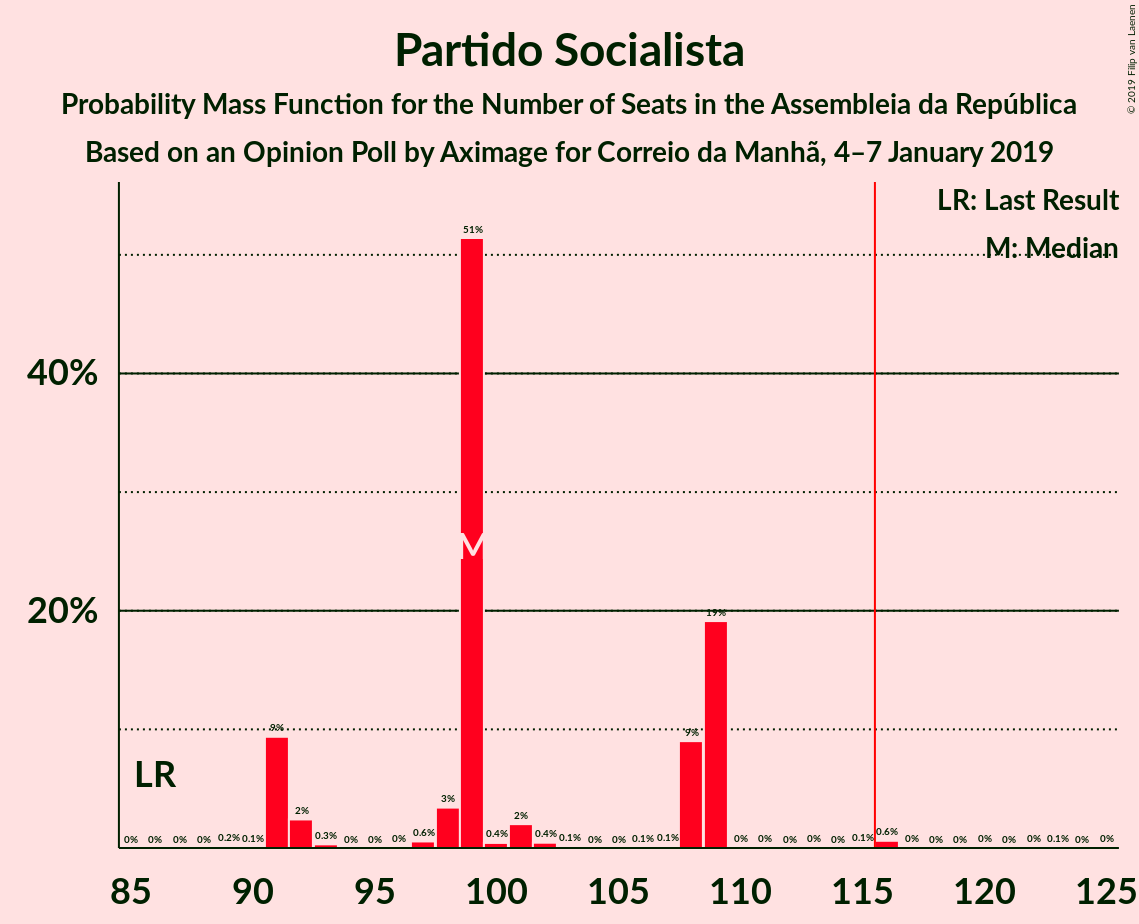 Partido Socialista
Probability Mass Function for the Number of Seats in the Assembleia da República
Based on an Opinion Poll by Aximage for Correio da Manhã, 4–7 January 2019
© 2019 Filip van Laenen
LR: Last Result
M: Median
40%
20%
51%
M
19%
9%
9%
LR
0% 0% 0% 0% 0.2% 0.1% 2% 0.3% 0% 0% 0% 0.6% 3% 0.4% 2% 0.4% 0.1% 0% 0% 0.1% 0.1% 0% 0% 0% 0% 0% 0.1% 0.6% 0% 0% 0% 0% 0% 0% 0.1% 0% 0%
85 90 95 100 105 110 115 120 125